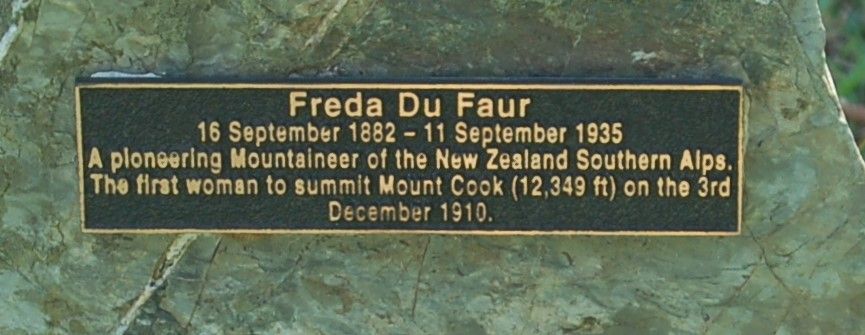 Freda Du Faur
16 September 1882 - 11 September 1935
A pioneering Mountaineer of the New Zealand Southern Alps.
The first woman to summit Mount Cook (12,349 ft) on the 3rd
December 1910.